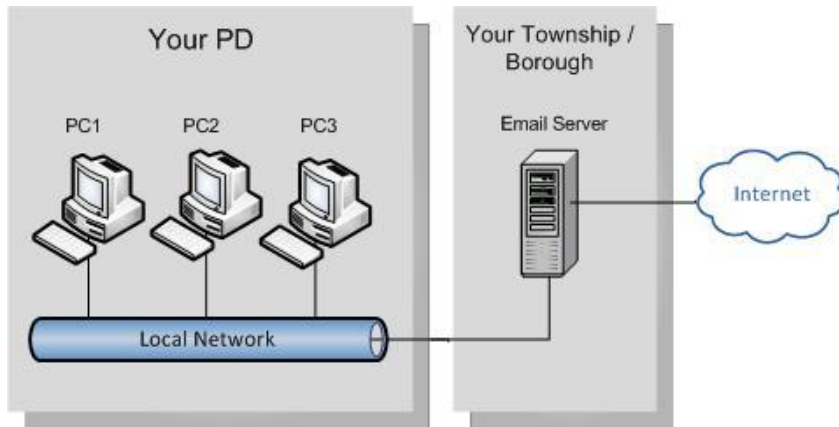 Your PD
Your Township /
Borough
PC1
PC2
PC3
Email Server
Internet
Local Network